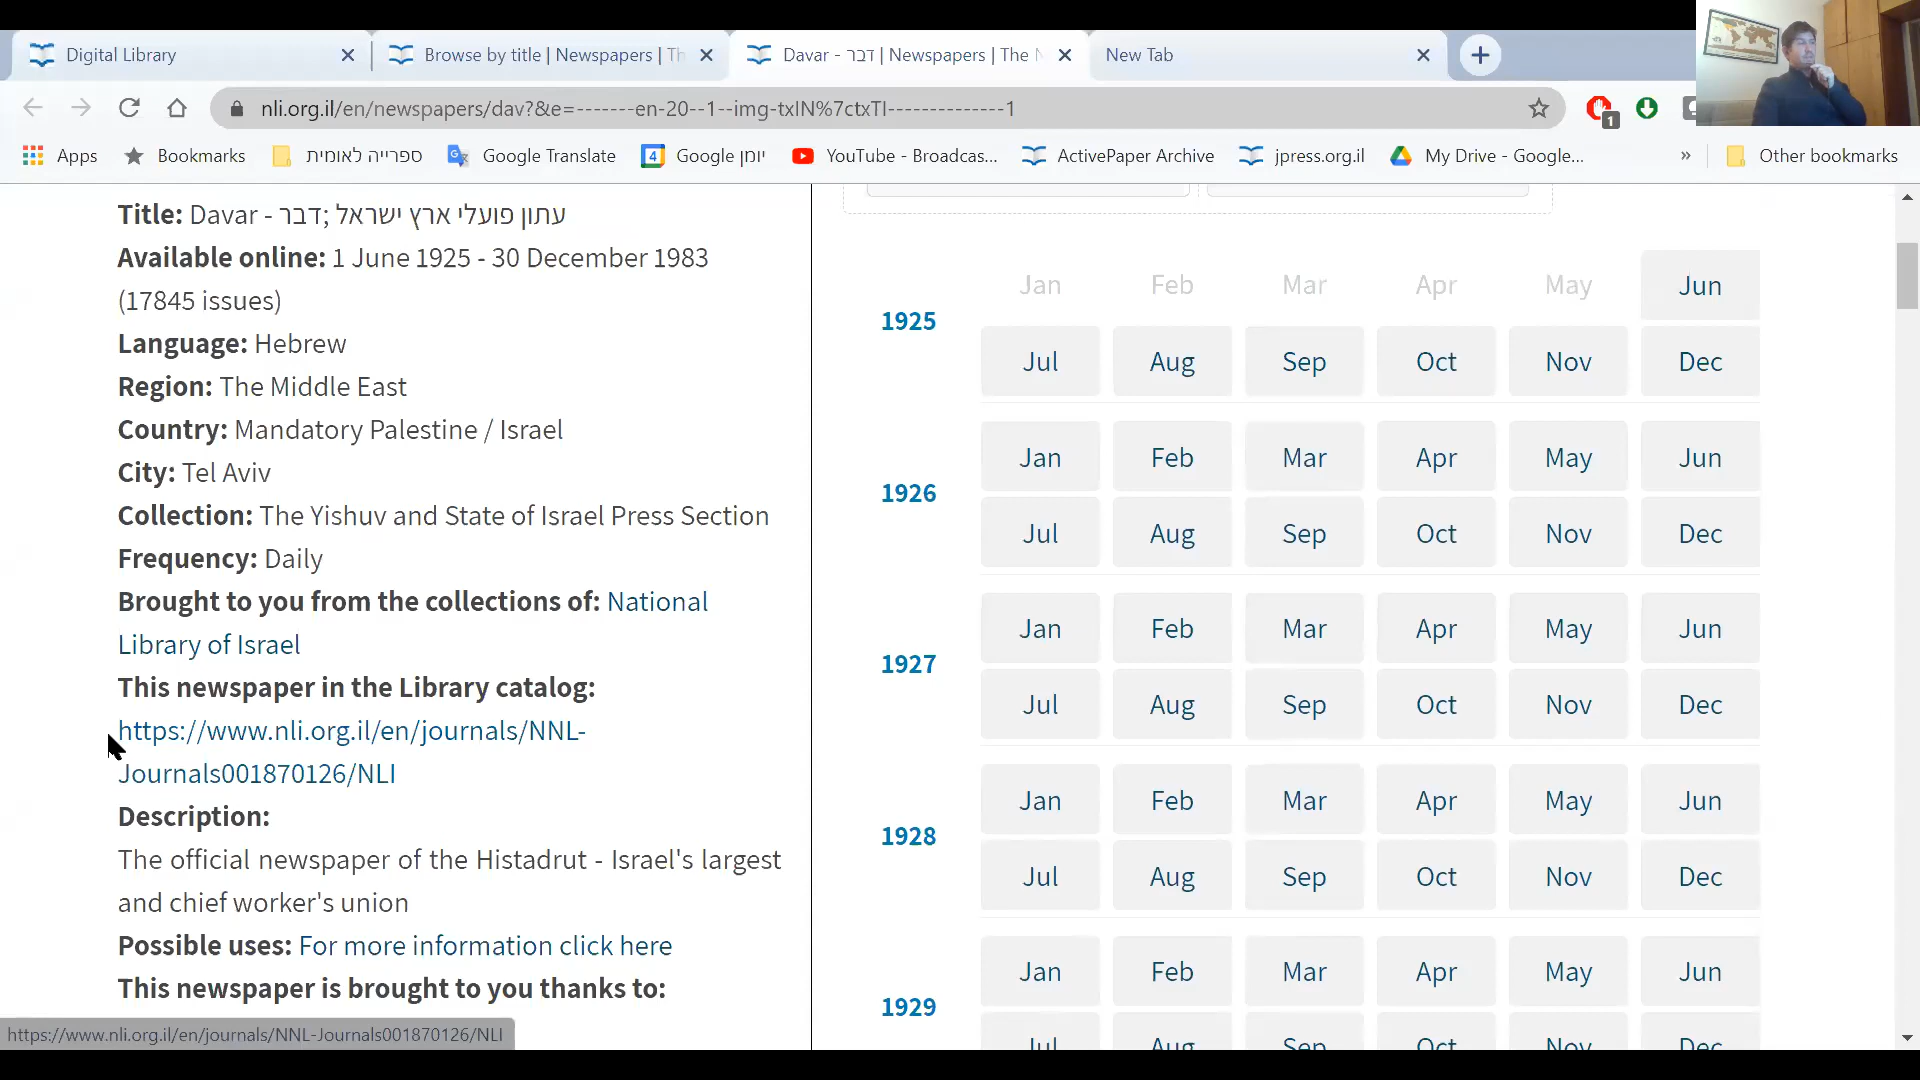 Digital Library
Browse by title | Newspapers | Th
Davar - דבר | Newspapers | The N
New Tab
nli.org.il/en/newspapers/dav?&e=-------en-20--1--img-txIN%7ctxTI--------------1
1
Apps
Bookmarks
ספרייה לאומית
Google Translate
4
יומן Google
YouTube - Broadcas...
ActivePaper Archive
jpress.org.il
My Drive - Google...
»
Other bookmarks
Title: Davar - דבר; עתון פועלי ארץ ישראל
Available online: 1 June 1925 - 30 December 1983
(17845 issues)
Language: Hebrew
Region: The Middle East
Country: Mandatory Palestine / Israel
City: Tel Aviv
Collection: The Yishuv and State of Israel Press Section
Frequency: Daily
Brought to you from the collections of: National
Library of Israel
This newspaper in the Library catalog:
https://www.nli.org.il/en/journals/NNL-
Journals001870126/NLI
Description:
The official newspaper of the Histadrut - Israel's largest
and chief worker's union
Possible uses: For more information click here
This newspaper is brought to you thanks to:
https://www.nli.org.il/en/journals/NNL-Journals001870126/NLI
1925
Jan Feb Mar Apr May Jun
Jul Aug Sep Oct Nov Dec
1926
Jan Feb Mar Apr May Jun
Jul Aug Sep Oct Nov Dec
1927
Jan Feb Mar Apr May Jun
Jul Aug Sep Oct Nov Dec
1928
Jan Feb Mar Apr May Jun
Jul Aug Sep Oct Nov Dec
1929
Jan Feb Mar Apr May Jun
Jul Aug Sep Oct Nov Dec